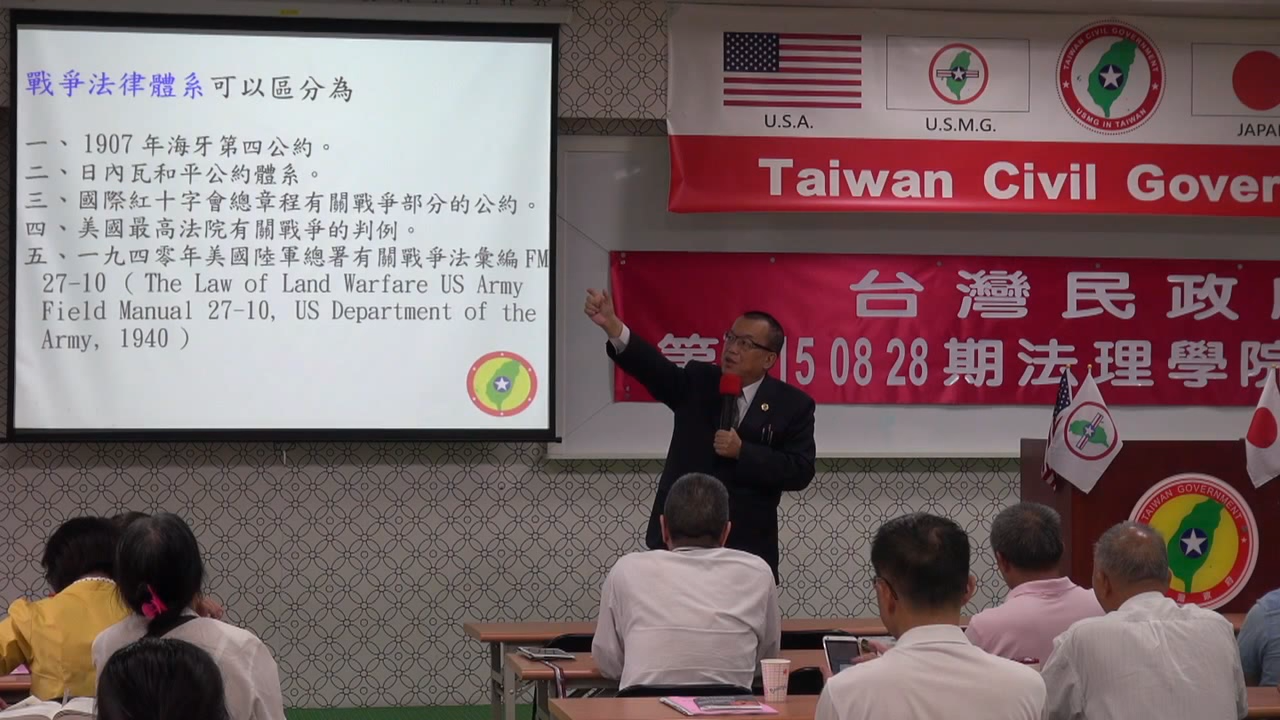 戰爭法律體系可以區分為
一、1907 年海牙第四公約。
二、日內瓦和平公約體系。
三、國際紅十字會總章程有關戰爭部分的公約。
四、美國最高法院有關戰爭的判例。
五、一九四零年美國陸軍總署有關戰爭法彙編 FM
27-10 ( The Law of Land Warfare US Army
Field Manual 27-10, US Department of the
Army, 1940 )
U.S.A.
U.S.M.G.
TAIWAN CIVIL GOVERNMENT
USMG IN TAIWAN
JAPA
Taiwan Civil Gover
台灣民政
第 15 08 28 期法理學院
TAIWAN GOVERNMENT